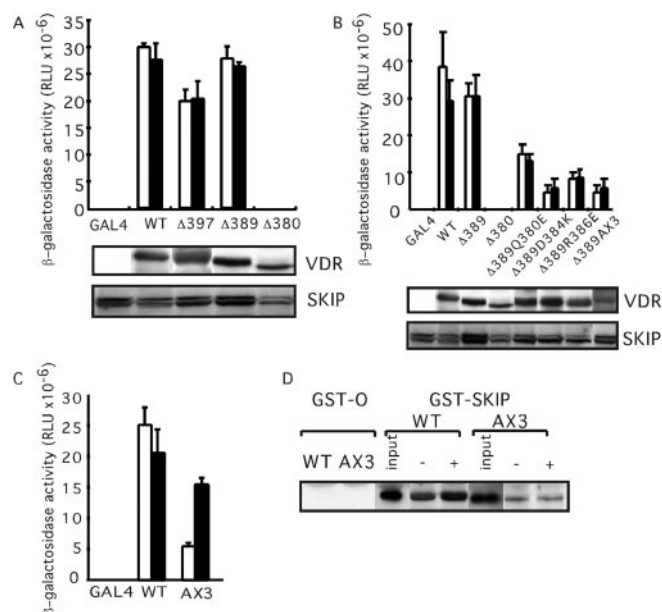 A
β-galactosidase activity (RLU x10-6)
35
30
25
20
15
10
5
0
GAL4 WT Δ397 Δ389 Δ380
VDR
SKIP
B
β-galactosidase activity (RLU x10-6)
50
40
30
20
10
0
GAL4
WT
Δ389
Δ380
Δ389Q380E
Δ389D384K
Δ389R386E
Δ389AX3
VDR
SKIP
C
β-galactosidase activity (RLU x10-6)
30
25
20
15
10
5
0
GAL4 WT AX3
D
GST-O GST-SKIP
WT AX3
WT AX3 input - + input - +